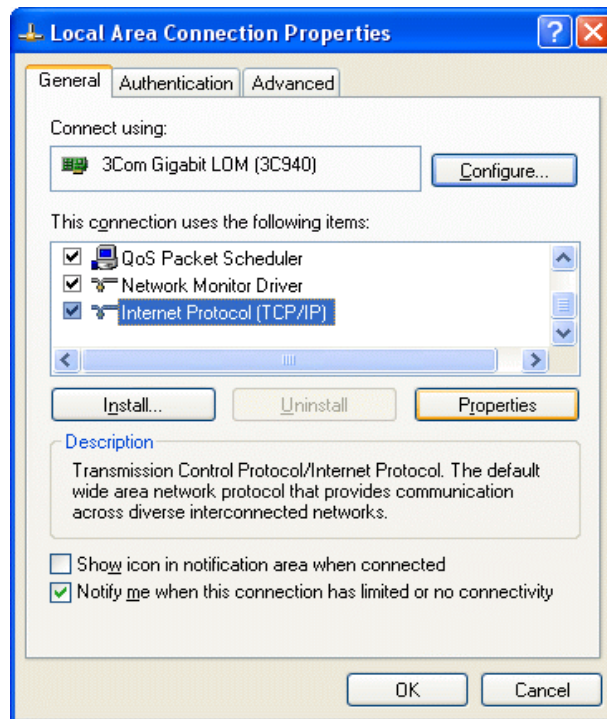 Local Area Connection Properties
General Authentication Advanced
Connect using:
3Com Gigabit LOM (3C940)
Configure...
This connection uses the following items:
QoS Packet Scheduler
Network Monitor Driver
Internet Protocol (TCP/IP)
Install... Uninstall Properties
Description
Transmission Control Protocol/Internet Protocol. The default
wide area network protocol that provides communication
across diverse interconnected networks.
Show icon in notification area when connected
Notify me when this connection has limited or no connectivity
OK Cancel